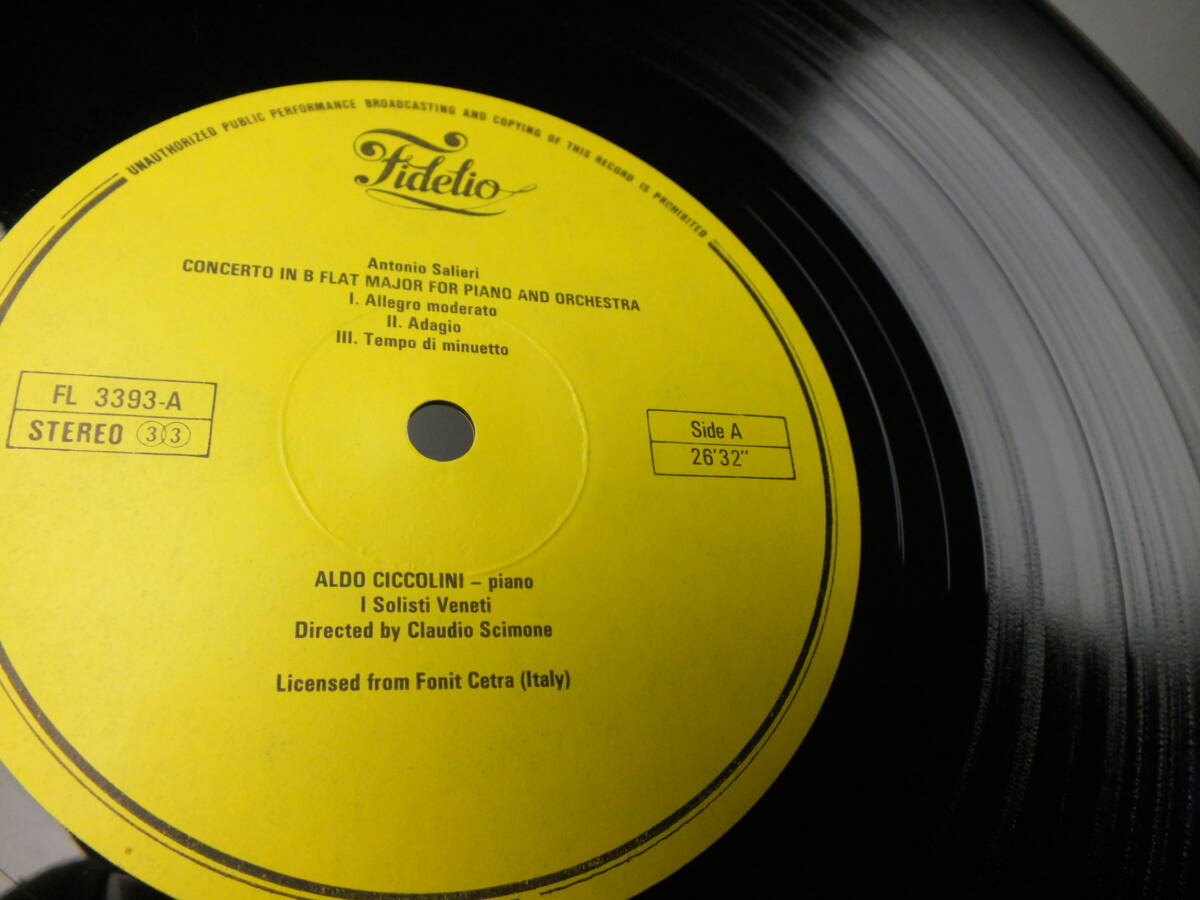 UNAUTHORIZED PUBLIC PERFORMANCE BROADCASTING AND COPYING OF THIS RECORD IS PROHIBITED
Fidelio
Antonio Salieri
CONCERTO IN B FLAT MAJOR FOR PIANO AND ORCHESTRA
I. Allegro moderato
II. Adagio
III. Tempo di minuetto
FL 3393-A
STEREO 33
Side A
26'32"
ALDO CICCOLINI – piano
I Solisti Veneti
Directed by Claudio Scimone
Licensed from Fonit Cetra (Italy)